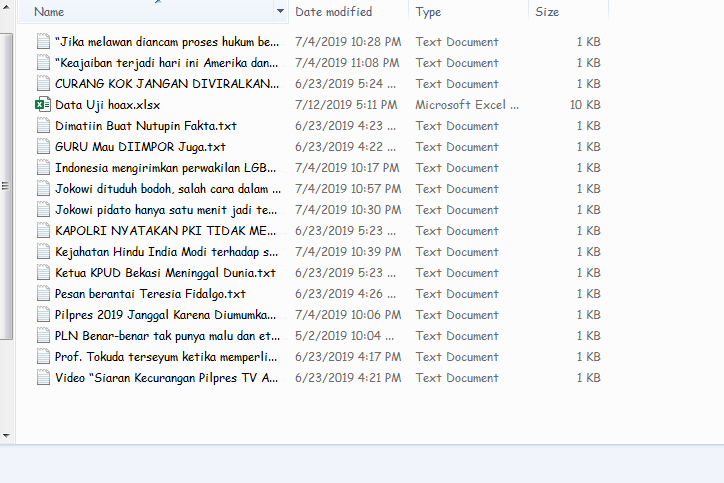 Name Date modified Type Size
“Jika melawan diancam proses hukum be... 7/4/2019 10:28 PM Text Document 1 KB
“Keajaiban terjadi hari ini Amerika dan... 7/4/2019 11:08 PM Text Document 1 KB
CURANG KOK JANGAN DIVIRALKAN... 6/23/2019 5:24 ... Text Document 1 KB
Data Uji hoax.xlsx 7/12/2019 5:11 PM Microsoft Excel ... 10 KB
Dimatiin Buat Nutupin Fakta.txt 6/23/2019 4:23 ... Text Document 1 KB
GURU Mau DIIMPOR Juga.txt 6/23/2019 4:22 ... Text Document 1 KB
Indonesia mengirimkan perwakilan LGB... 7/4/2019 10:17 PM Text Document 1 KB
Jokowi dituduh bodoh, salah cara dalam ... 7/4/2019 10:57 PM Text Document 1 KB
Jokowi pidato hanya satu menit jadi te... 7/4/2019 10:30 PM Text Document 1 KB
KAPOLRI NYATAKAN PKI TIDAK ME... 6/23/2019 5:23 ... Text Document 1 KB
Kejahatan Hindu India Modi terhadap s... 7/4/2019 10:39 PM Text Document 1 KB
Ketua KPUD Bekasi Meninggal Dunia.txt 6/23/2019 5:23 ... Text Document 1 KB
Pesan berantai Teresia Fidalgo.txt 6/23/2019 4:26 ... Text Document 1 KB
Pilpres 2019 Janggal Karena Diumumka... 7/4/2019 10:06 PM Text Document 1 KB
PLN Benar-benar tak punya malu dan et... 5/2/2019 10:04 ... Text Document 1 KB
Prof. Tokuda terseyum ketika memperli... 6/23/2019 4:17 PM Text Document 1 KB
Video “Siaran Kecurangan Pilpres TV A... 6/23/2019 4:21 PM Text Document 1 KB